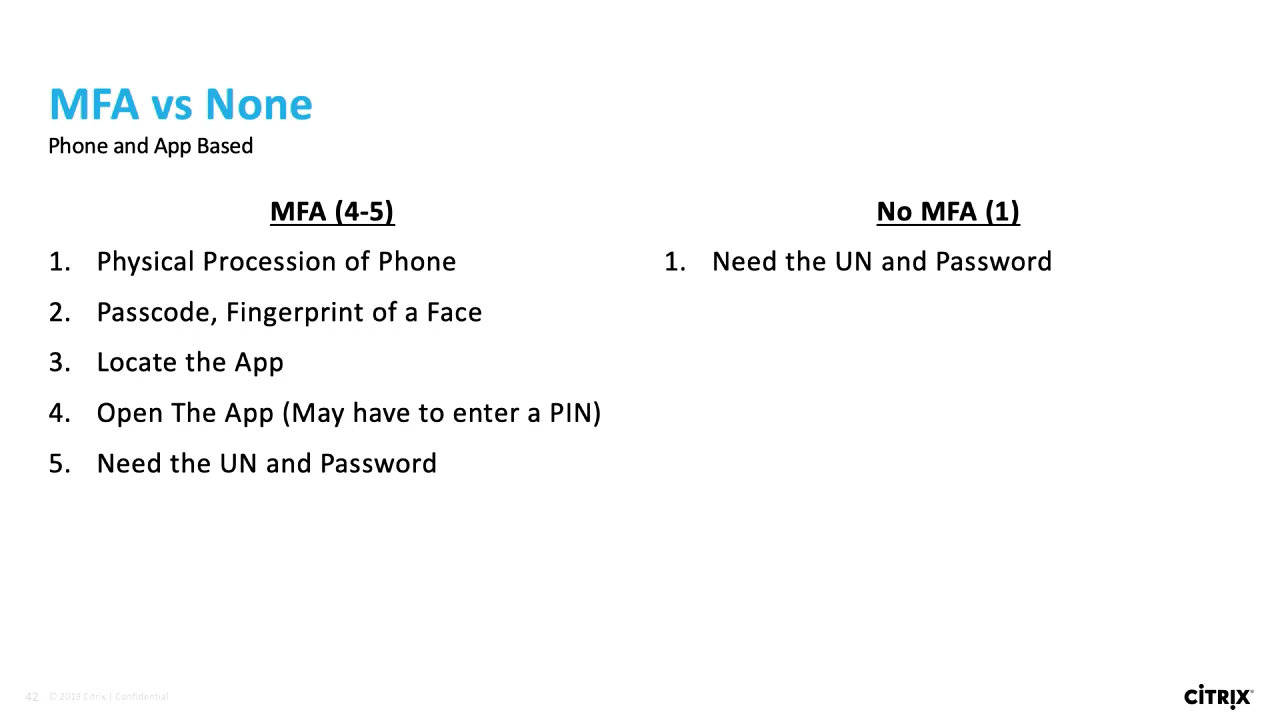 MFA vs None
Phone and App Based
MFA (4-5)
1. Physical Procession of Phone
2. Passcode, Fingerprint of a Face
3. Locate the App
4. Open The App (May have to enter a PIN)
5. Need the UN and Password
No MFA (1)
1. Need the UN and Password
42 © 2019 Citrix | Confidential
CITRIX